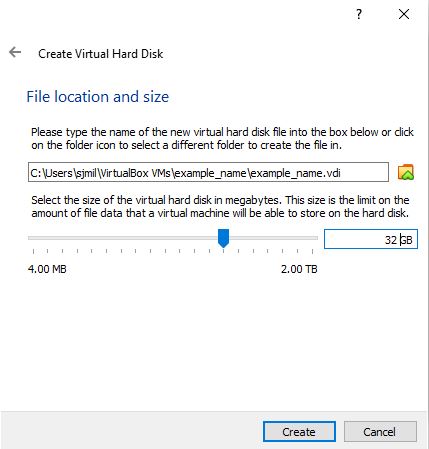 ?
Create Virtual Hard Disk
File location and size
Please type the name of the new virtual hard disk file into the box below or click
on the folder icon to select a different folder to create the file in.
C:\Users\sjmil\VirtualBox VMs\example_name\example_name.vdi
Select the size of the virtual hard disk in megabytes. This size is the limit on the
amount of file data that a virtual machine will be able to store on the hard disk.
32 GB
4.00 MB 2.00 TB
Create Cancel